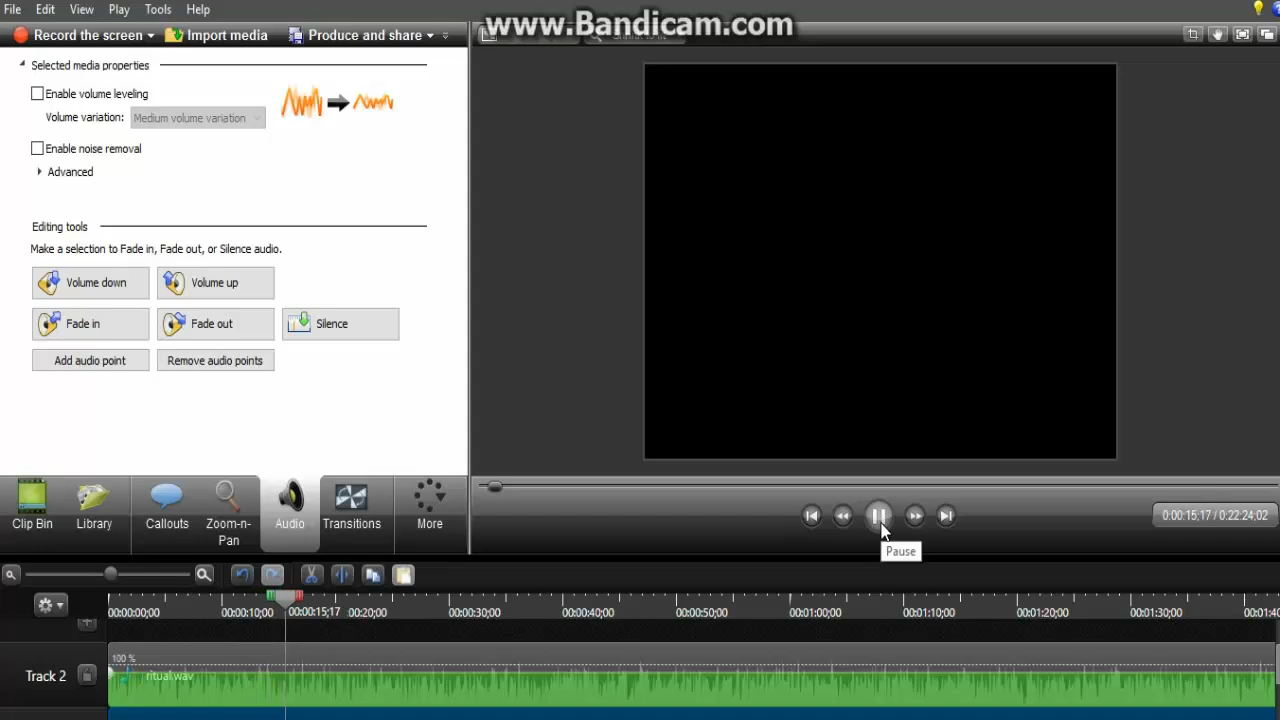 File Edit View Play Tools Help
www.Bandicam.com
Record the screen Import media Produce and share
Selected media properties
Enable volume leveling
Volume variation: Medium volume variation
Enable noise removal
Advanced
Editing tools
Make a selection to Fade in, Fade out, or Silence audio.
Volume down Volume up
Fade in Fade out Silence
Add audio point Remove audio points
Clip Bin Library Callouts Zoom-n-Pan Audio Transitions More
0:00:15;17 / 0:22:24;02
Pause
00:00:00;00 00:00:10;00 00:00:15;17 :00:20;00 00:00:30;00 00:00:40;00 00:00:50;00 00:01:00;00 00:01:10;00 00:01:20;00 00:01:30;00 00:01:40
100 %
Track 2 ritual.wav